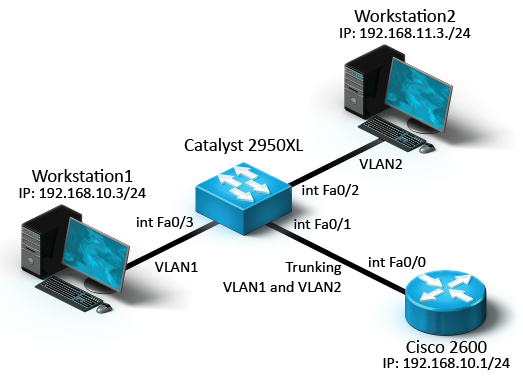 Workstation2
IP: 192.168.11.3./24
Catalyst 2950XL
VLAN2
Workstation1
IP: 192.168.10.3/24
int Fa0/2
int Fa0/3
int Fa0/1
VLAN1
Trunking
VLAN1 and VLAN2
int Fa0/0
Cisco 2600
IP: 192.168.10.1/24